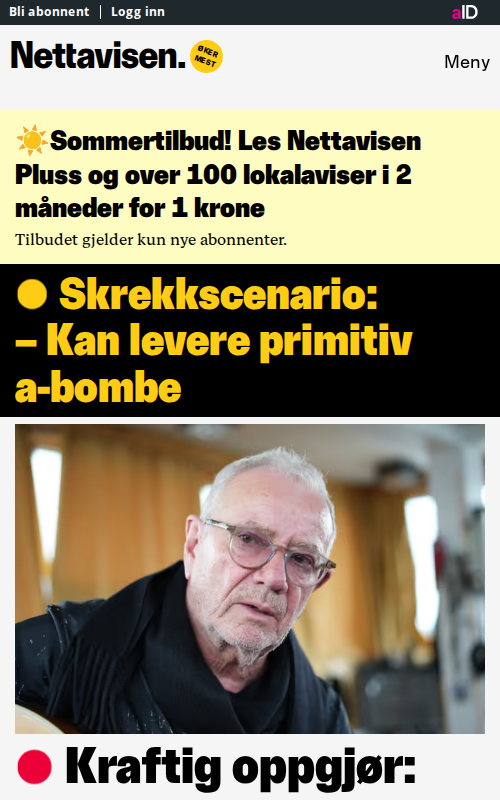 Bli abonnent | Logg inn
aID
Nettavisen.
ØKER
MEST
Meny
Sommertilbud! Les Nettavisen
Pluss og over 100 lokalaviser i 2
måneder for 1 krone
Tilbudet gjelder kun nye abonnenter.
Skrekkscenario:
– Kan levere primitiv
a-bombe
Kraftig oppgjør: